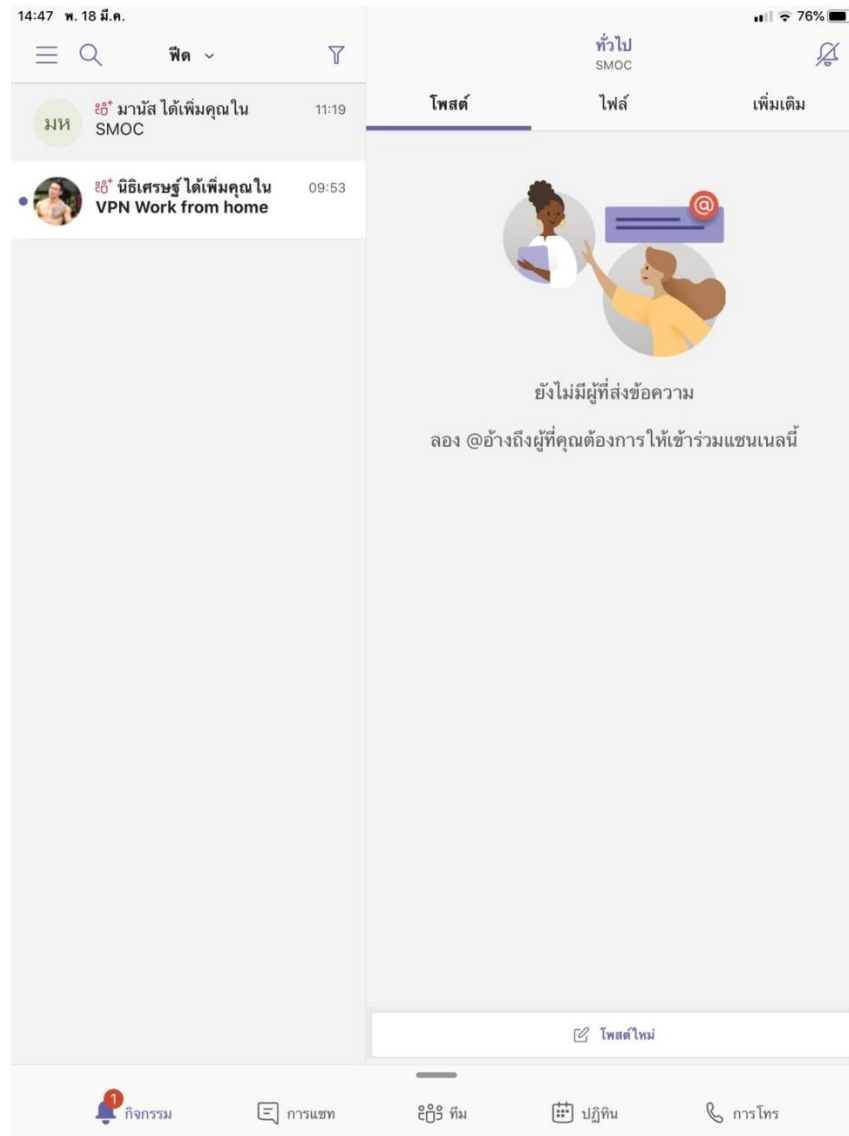 14:47 พ. 18 มี.ค.
76%
ฟีด
ทั่วไป
SMOC
มห
มานัส ได้เพิ่มคุณใน
11:19
SMOC
นิธิเศรษฐ์ ได้เพิ่มคุณใน
09:53
VPN Work from home
โพสต์
ไฟล์
เพิ่มเติม
@
ยังไม่มีผู้ที่ส่งข้อความ
ลอง @อ้างถึงผู้ที่คุณต้องการให้เข้าร่วมแชนเนลนี้
โพสต์ใหม่
1
กิจกรรม
การแชท
ทีม
ปฏิทิน
การโทร